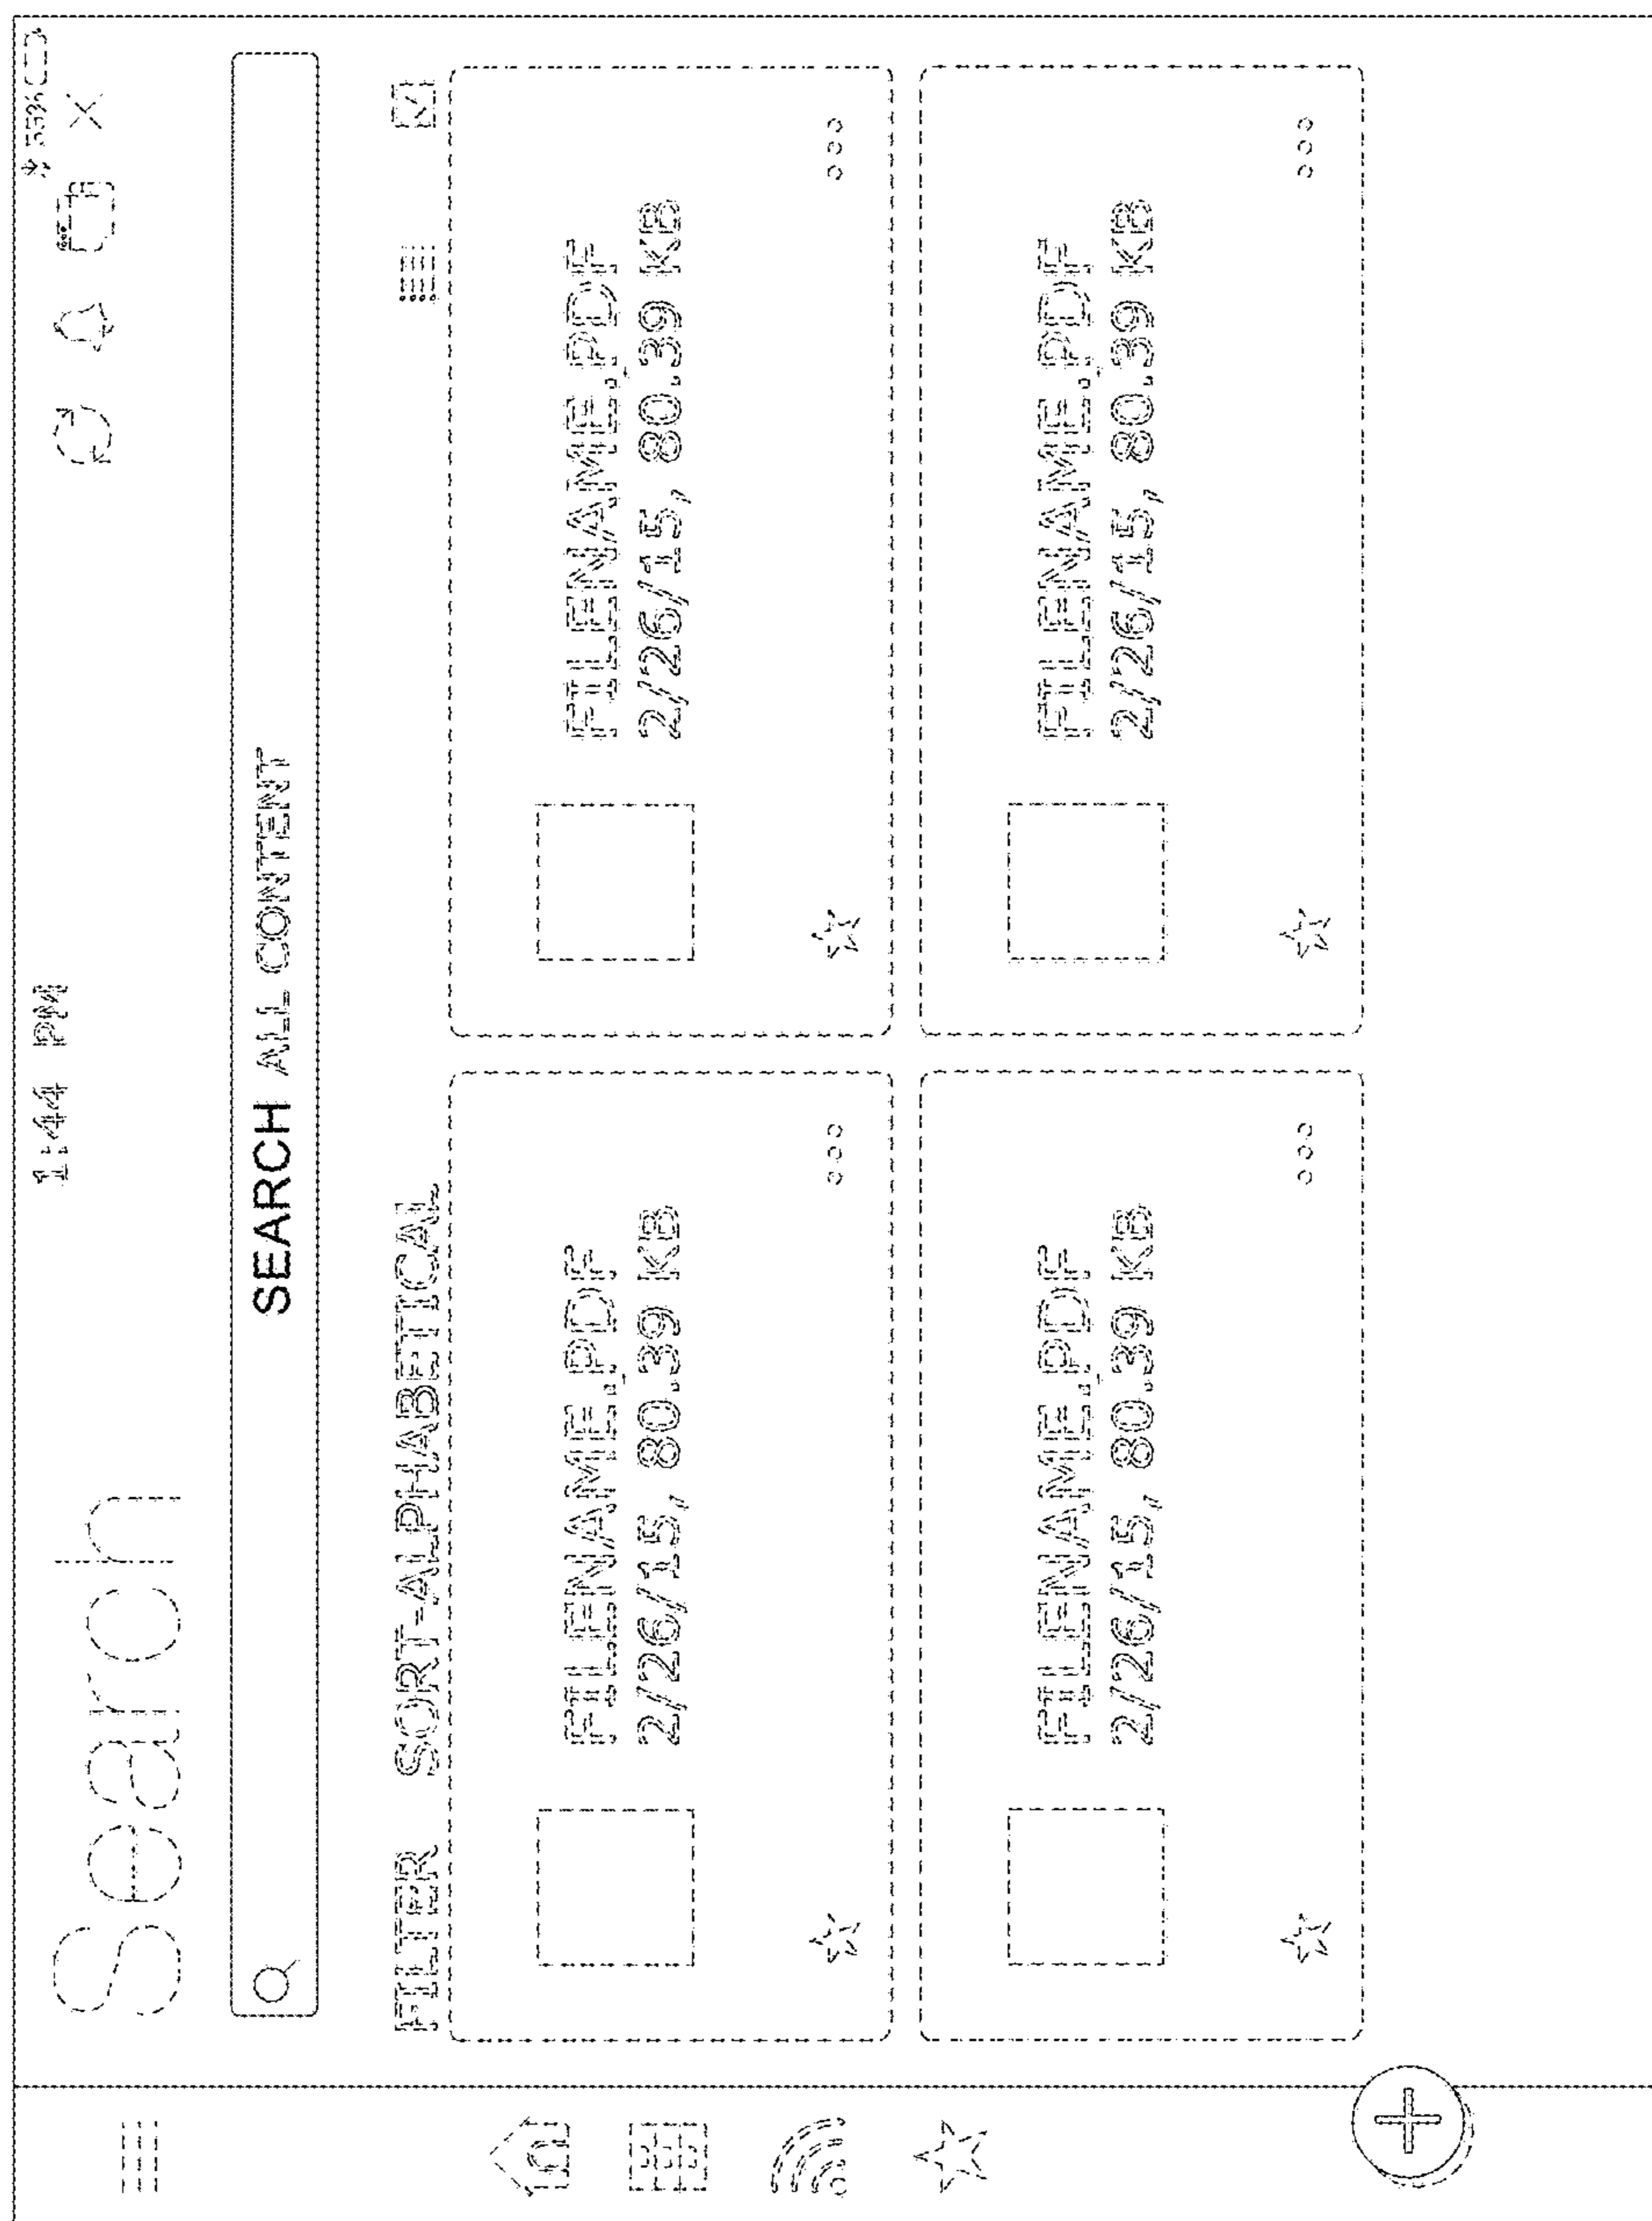 1:44 PM
55%
Search
SEARCH ALL CONTENT
FILTER SORT-ALPHABETICAL
FILENAME.PDF
2/26/15, 80.39 KB
FILENAME.PDF
2/26/15, 80.39 KB
FILENAME.PDF
2/26/15, 80.39 KB
FILENAME.PDF
2/26/15, 80.39 KB